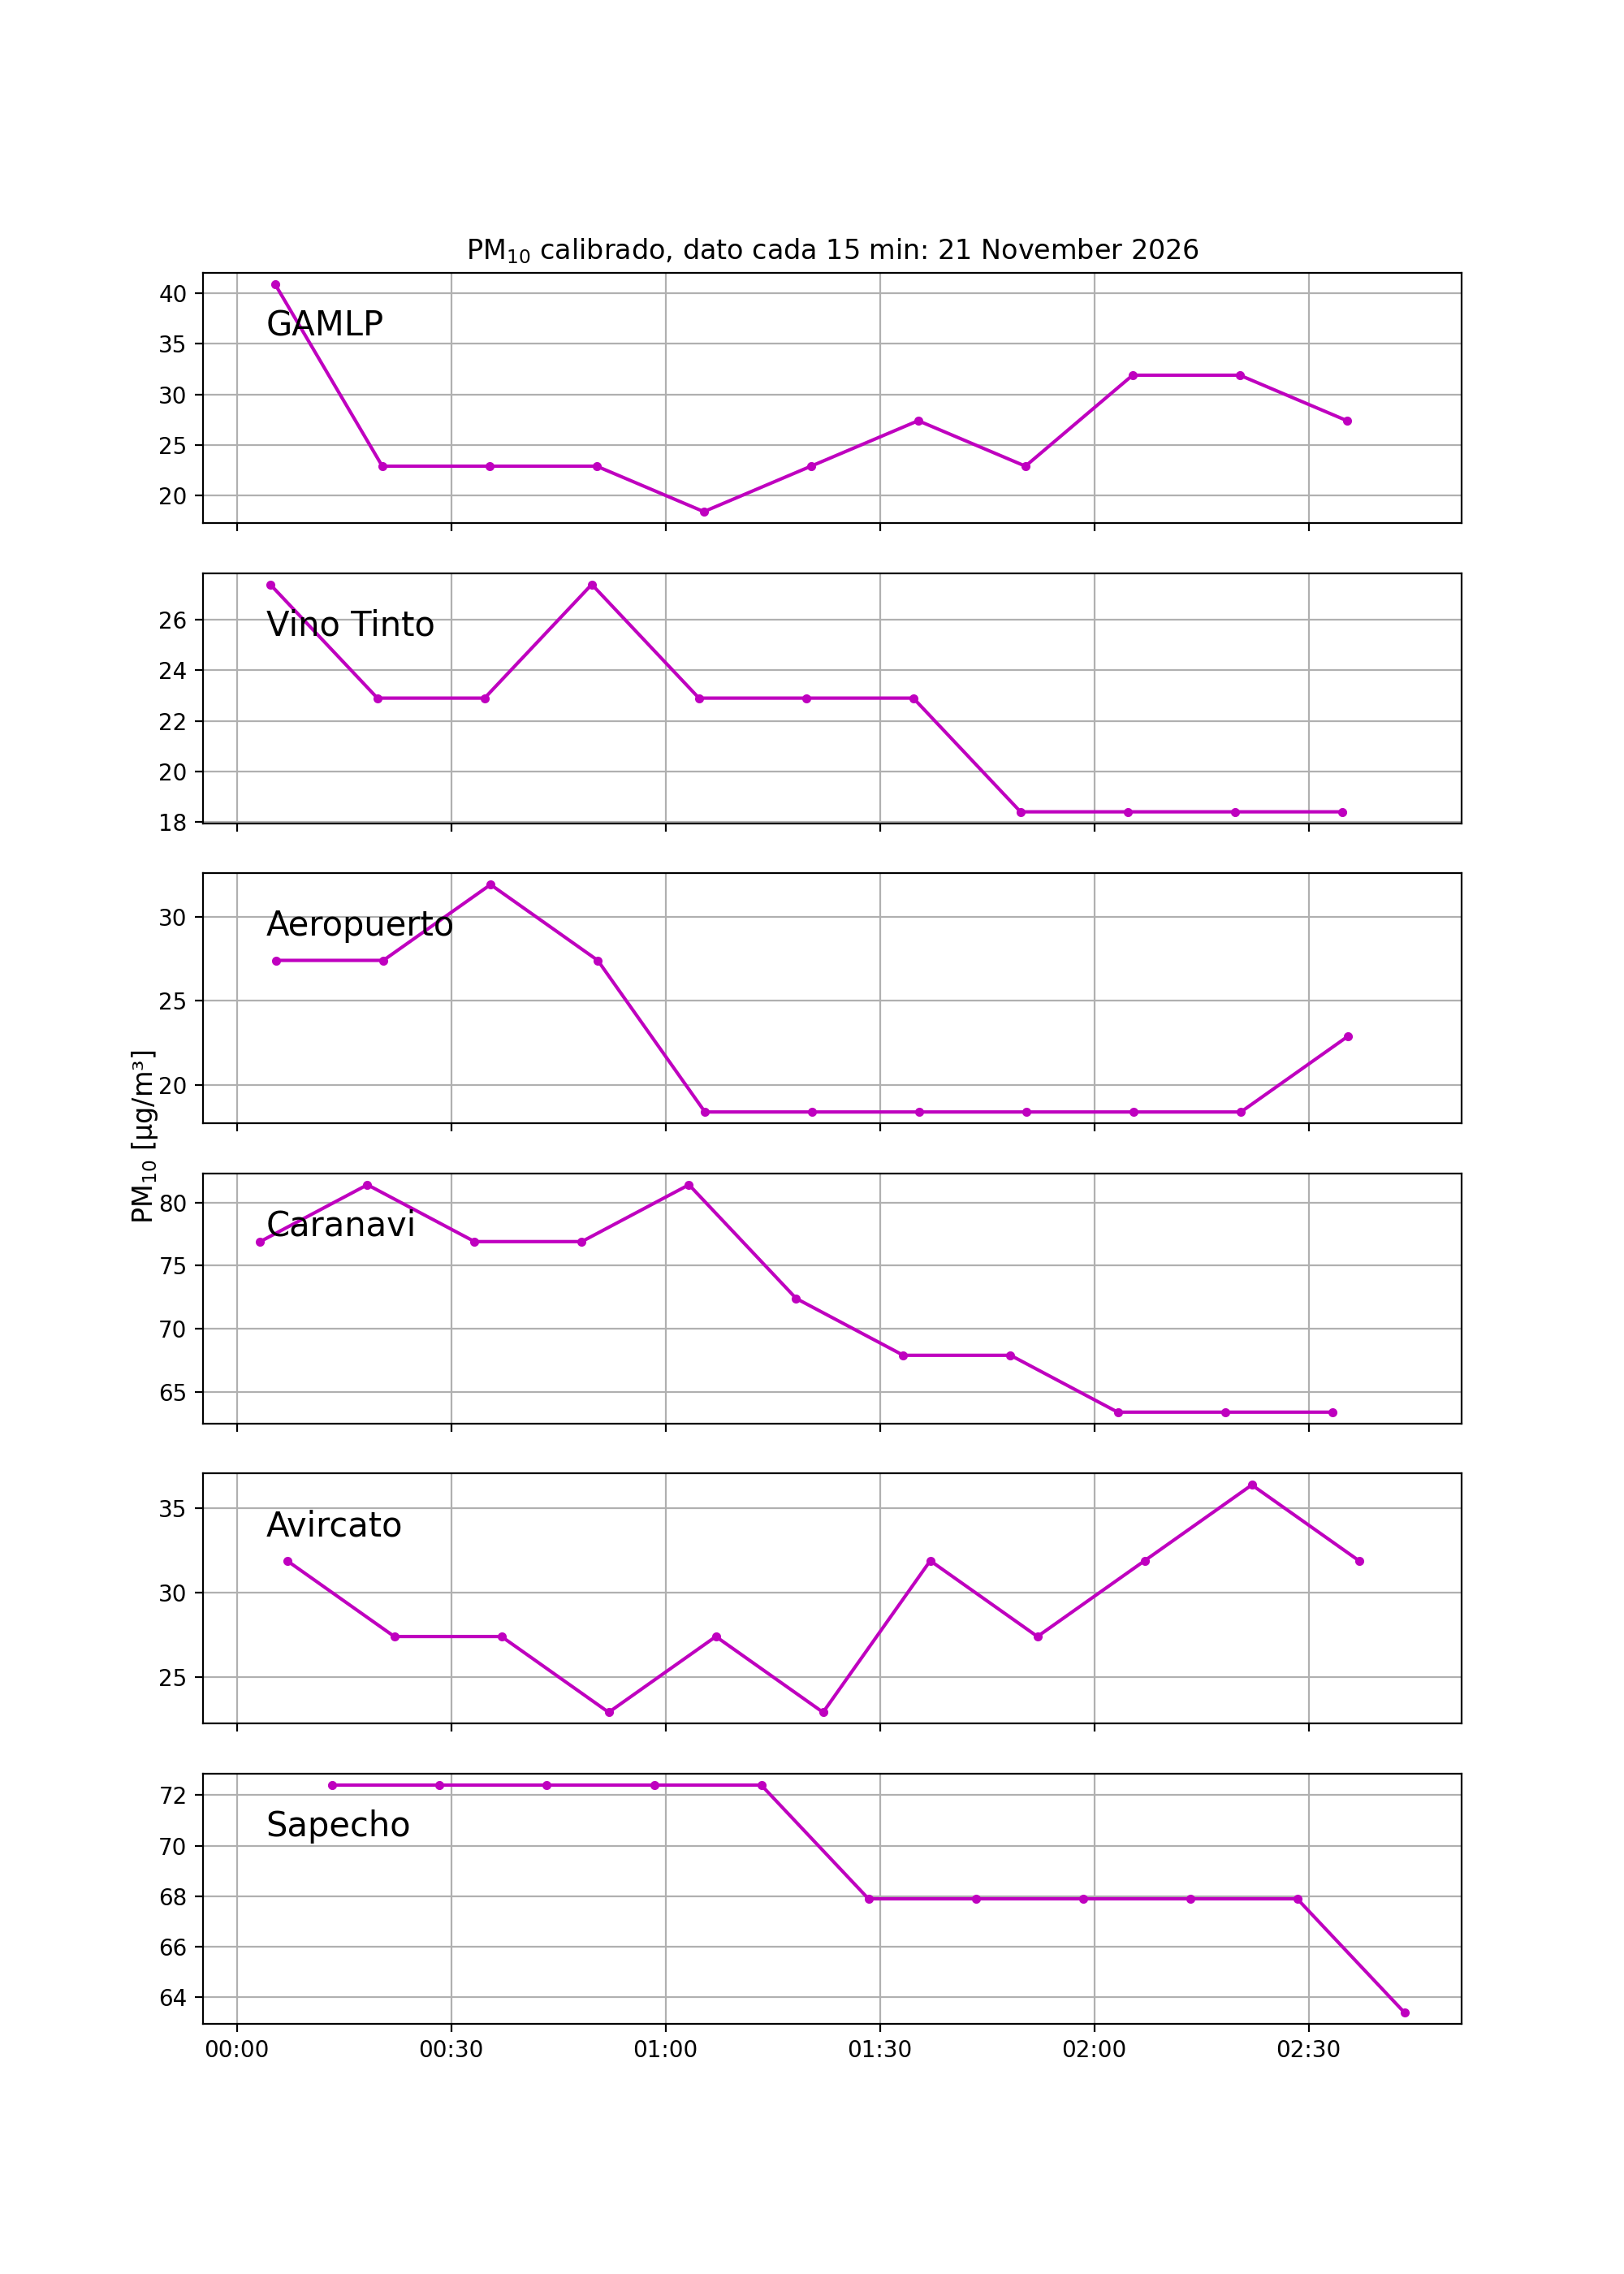 PM₁₀ calibrado, dato cada 15 min: 21 November 2026
40
35
30
25
20
GAMLP
26
24
22
20
18
Vino Tinto
30
25
20
Aeropuerto
PM₁₀ [µg/m³]
80
75
70
65
Caranavi
35
30
25
Avircato
72
70
68
66
64
Sapecho
00:00 00:30 01:00 01:30 02:00 02:30